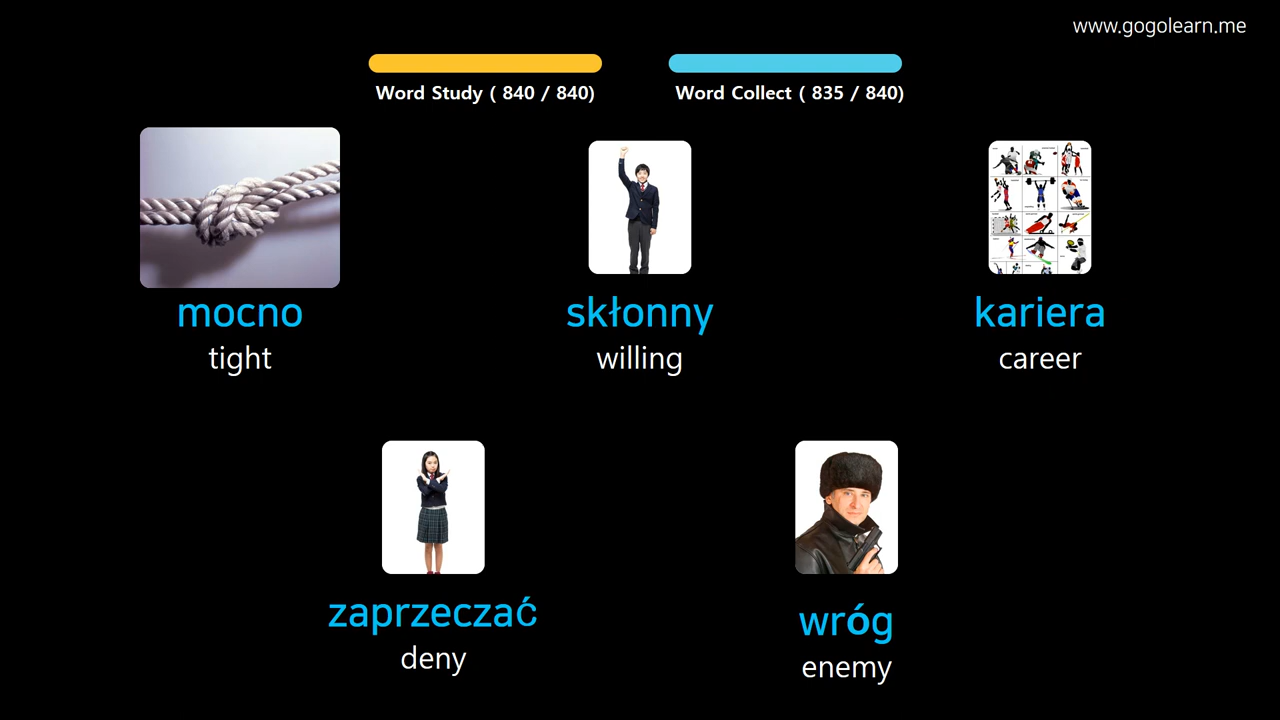 www.gogolearn.me
Word Study ( 840 / 840)
Word Collect ( 835 / 840)
mocno
tight
skłonny
willing
kariera
career
zaprzeczać
deny
wróg
enemy